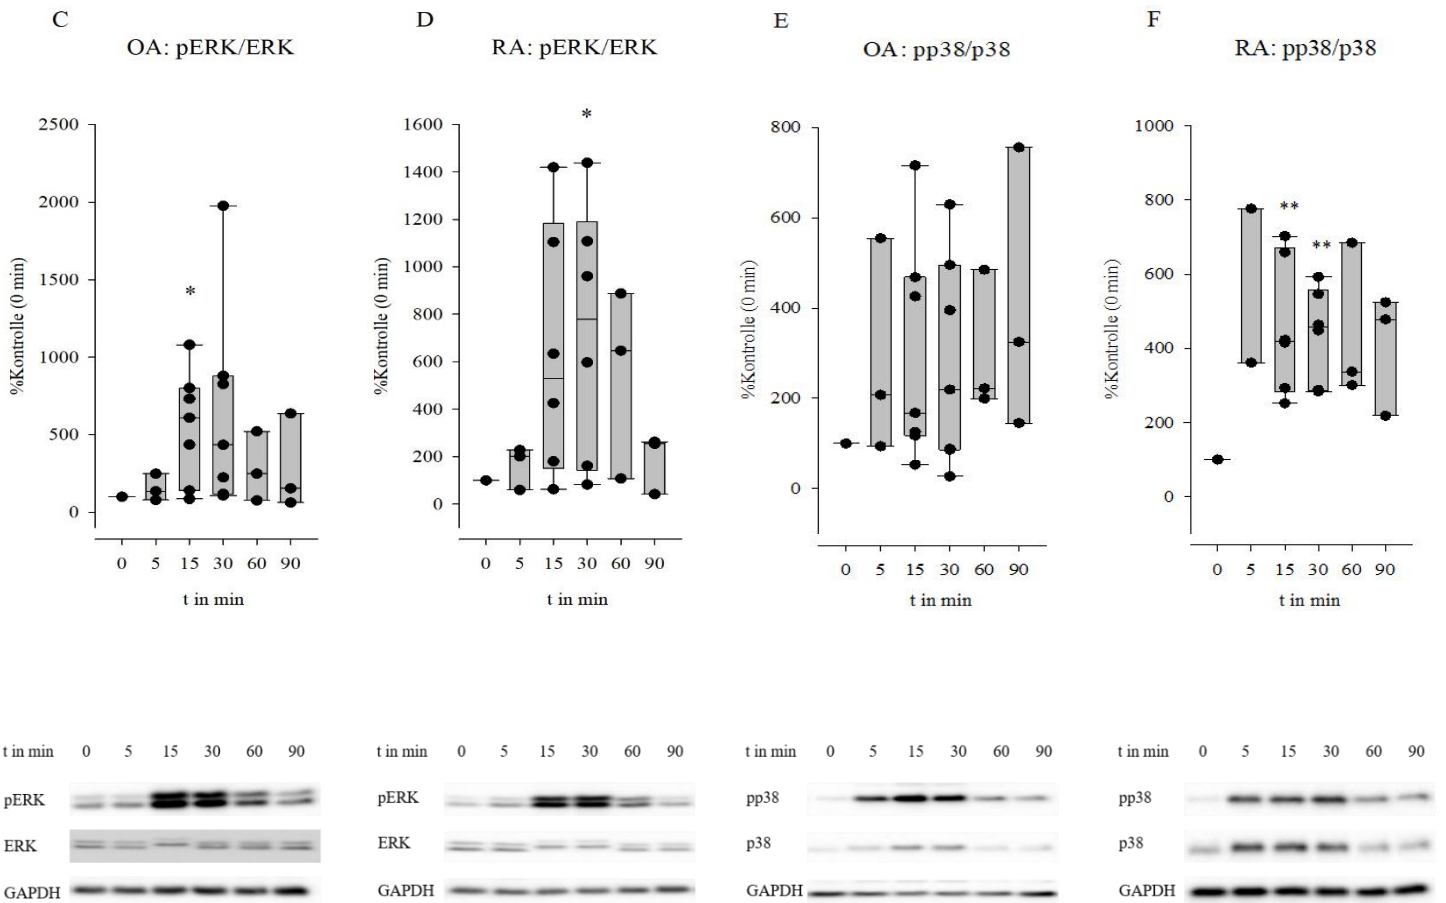 C
OA: pERK/ERK
%Kontrolle (0 min)
2500
2000
1500
1000
500
0
*
0 5 15 30 60 90
t in min
D
RA: pERK/ERK
%Kontrolle (0 min)
1600
1400
1200
1000
800
600
400
200
0
*
0 5 15 30 60 90
t in min
E
OA: pp38/p38
%Kontrolle (0 min)
800
600
400
200
0
0 5 15 30 60 90
t in min
F
RA: pp38/p38
%Kontrolle (0 min)
1000
800
600
400
200
0
**
**
0 5 15 30 60 90
t in min
t in min 0 5 15 30 60 90
pERK
ERK
GAPDH
t in min 0 5 15 30 60 90
pERK
ERK
GAPDH
t in min 0 5 15 30 60 90
pp38
p38
GAPDH
t in min 0 5 15 30 60 90
pp38
p38
GAPDH